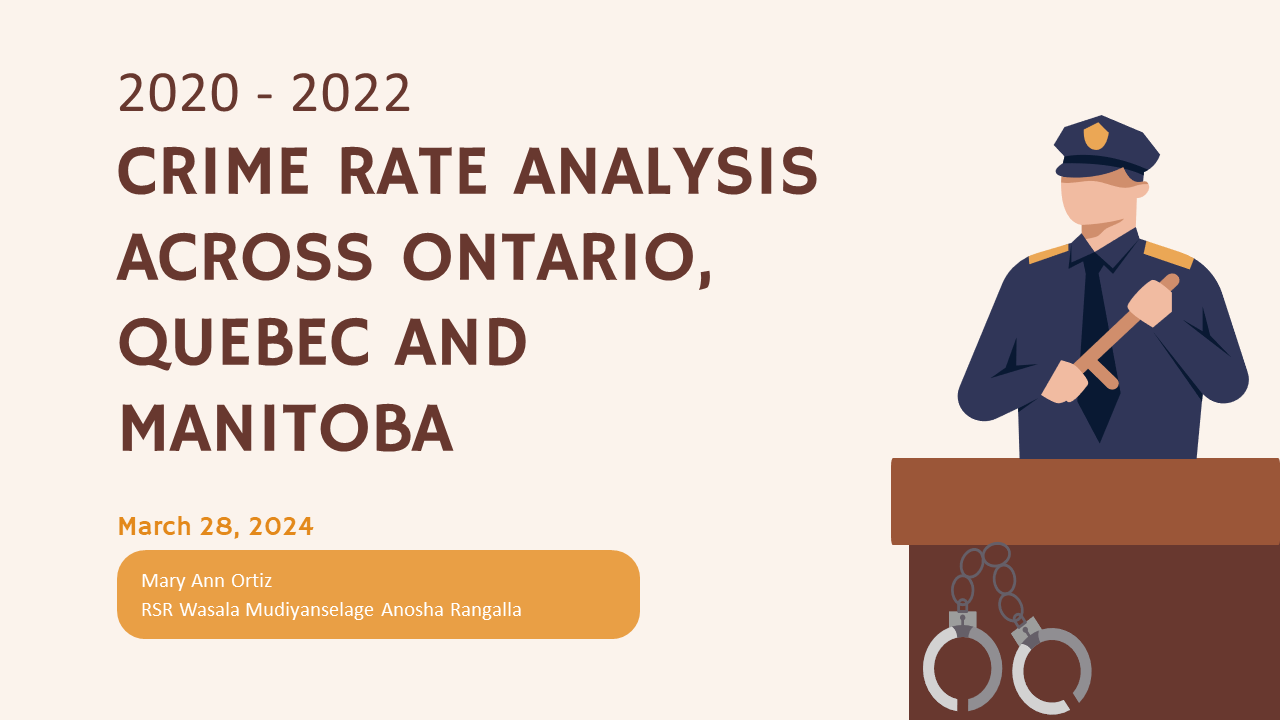 2020 - 2022
CRIME RATE ANALYSIS
ACROSS ONTARIO,
QUEBEC AND
MANITOBA
March 28, 2024
Mary Ann Ortiz
RSR Wasala Mudiyanselage Anosha Rangalla